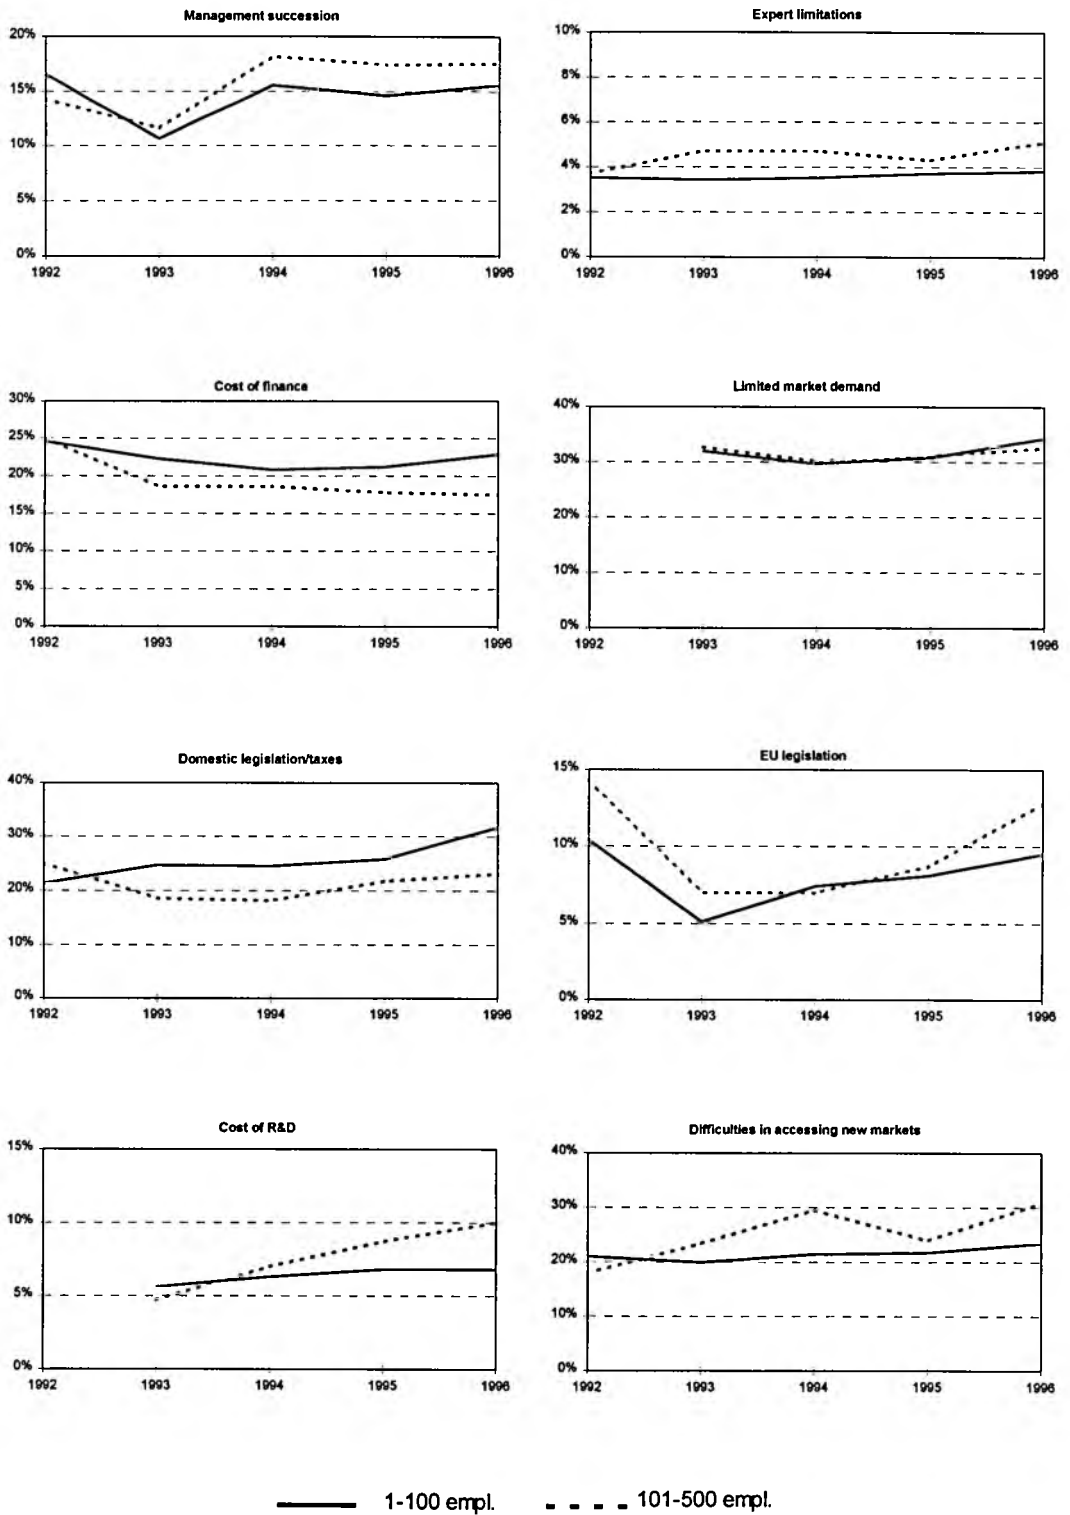 Management succession
20%
15%
10%
5%
0%
1992 1993 1994 1995 1996
Expert limitations
10%
8%
6%
4%
2%
0%
1992 1993 1994 1995 1996
Cost of finance
30%
25%
20%
15%
10%
5%
0%
1992 1993 1994 1995 1996
Limited market demand
40%
30%
20%
10%
0%
1992 1993 1994 1995 1996
Domestic legislation/taxes
40%
30%
20%
10%
0%
1992 1993 1994 1995 1996
EU legislation
15%
10%
5%
0%
1992 1993 1994 1995 1996
Cost of R&D
15%
10%
5%
0%
1992 1993 1994 1995 1996
Difficulties in accessing new markets
40%
30%
20%
10%
0%
1992 1993 1994 1995 1996
1-100 empl. 101-500 empl.